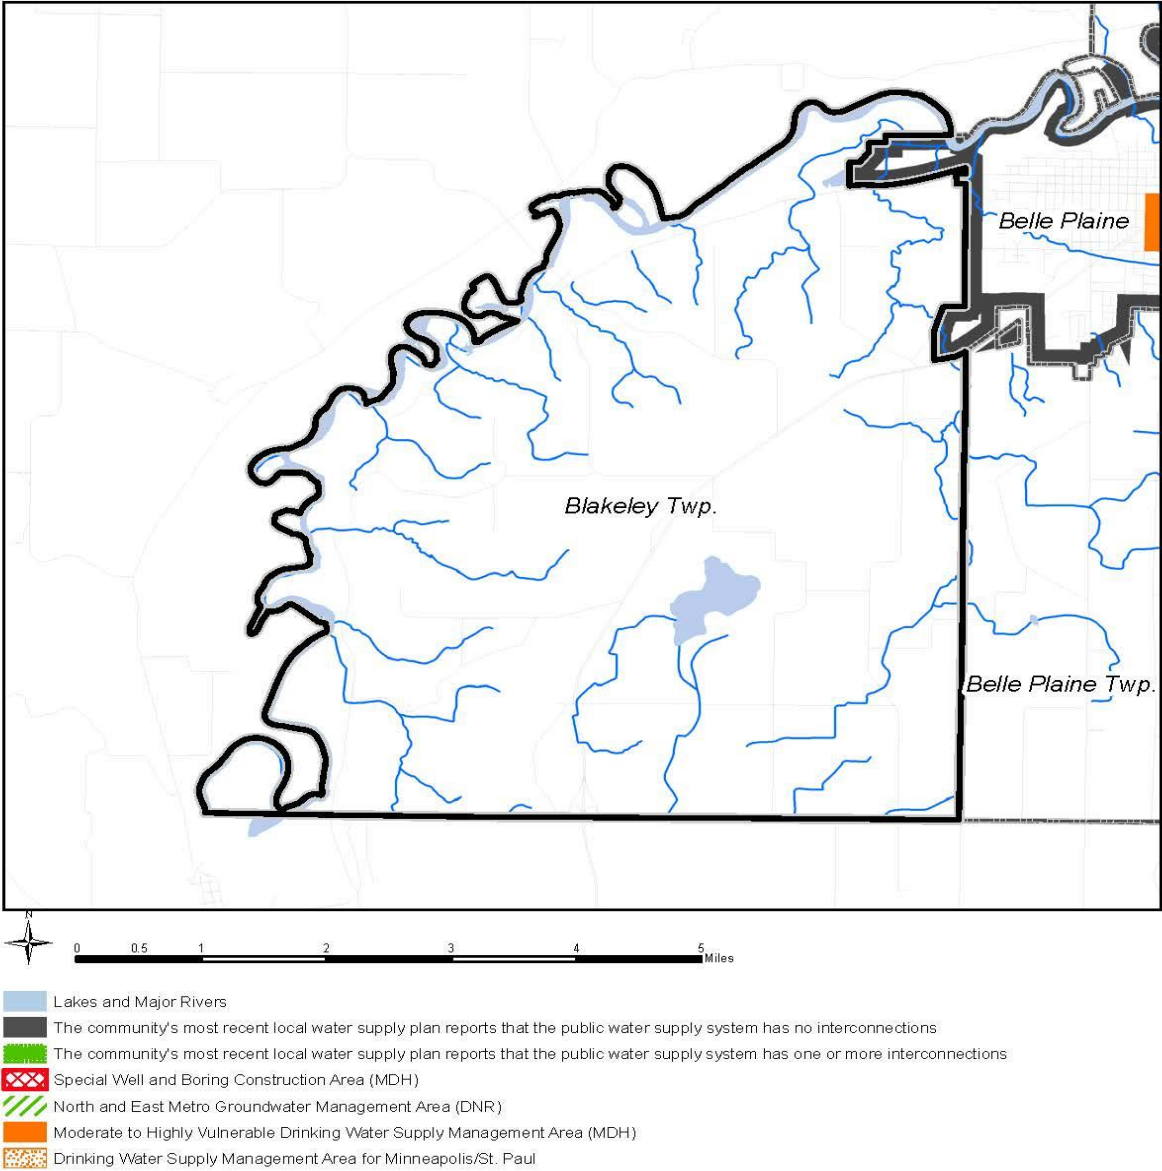 Belle Plaine
Blakeley Twp.
Belle Plaine Twp.
N
0 0.5 1 2 3 4 5
Miles
Lakes and Major Rivers
The community's most recent local water supply plan reports that the public water supply system has no interconnections
The community's most recent local water supply plan reports that the public water supply system has one or more interconnections
Special Well and Boring Construction Area (MDH)
North and East Metro Groundwater Management Area (DNR)
Moderate to Highly Vulnerable Drinking Water Supply Management Area (MDH)
Drinking Water Supply Management Area for Minneapolis/St. Paul